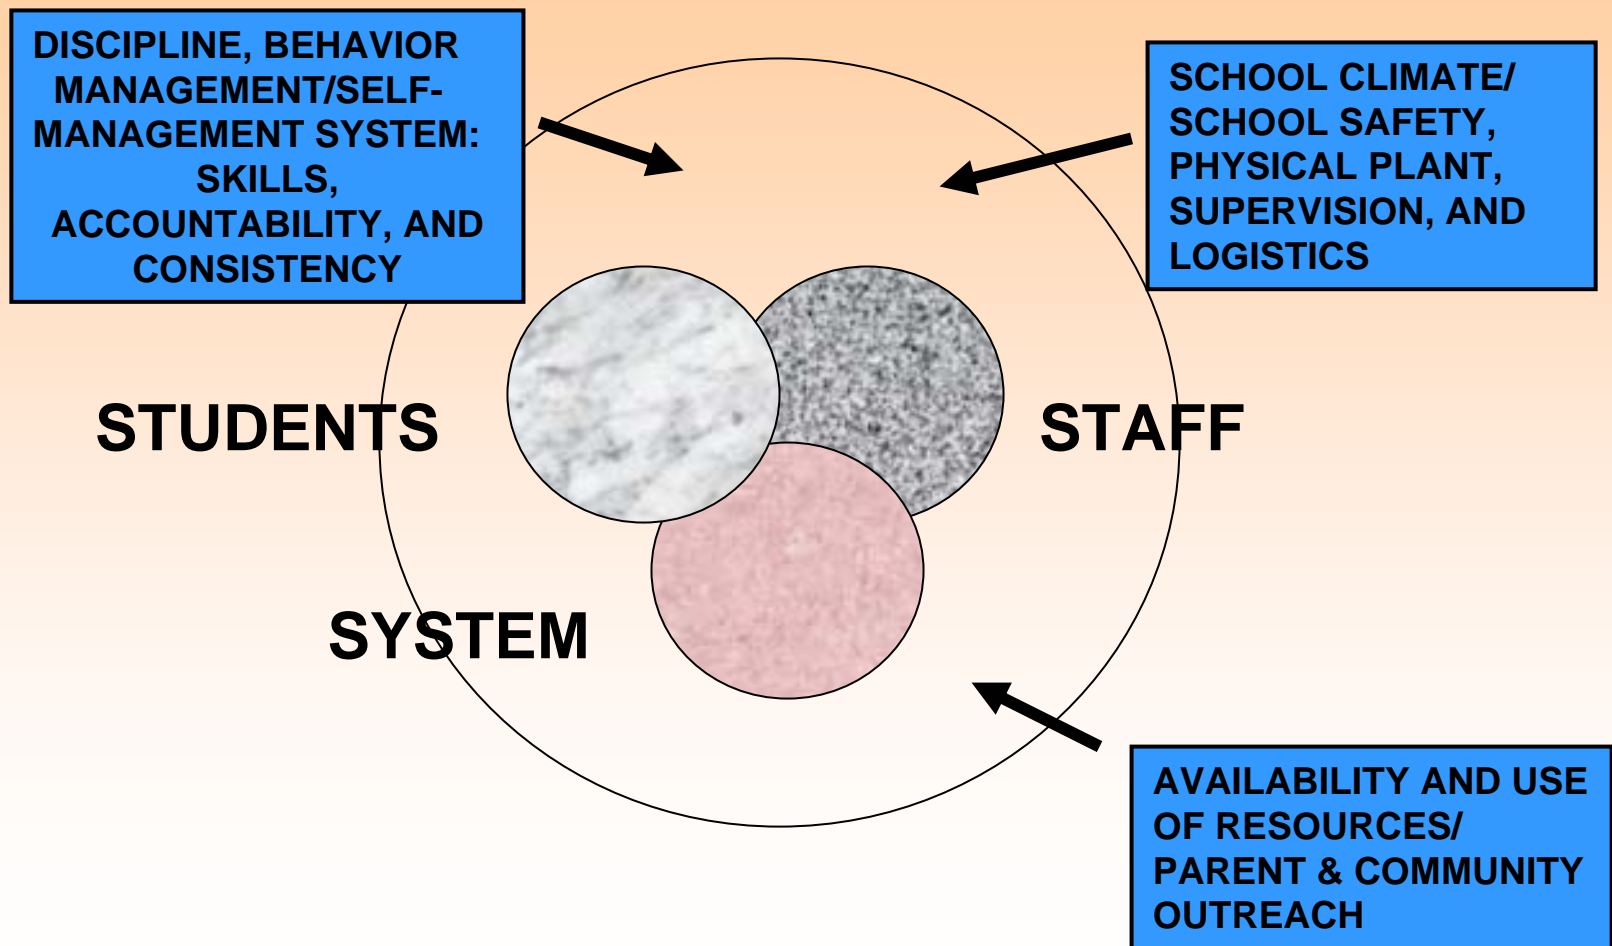 DISCIPLINE, BEHAVIOR
MANAGEMENT/SELF-
MANAGEMENT SYSTEM:
SKILLS,
ACCOUNTABILITY, AND
CONSISTENCY
SCHOOL CLIMATE/
SCHOOL SAFETY,
PHYSICAL PLANT,
SUPERVISION, AND
LOGISTICS
STUDENTS
STAFF
SYSTEM
AVAILABILITY AND USE
OF RESOURCES/
PARENT & COMMUNITY
OUTREACH